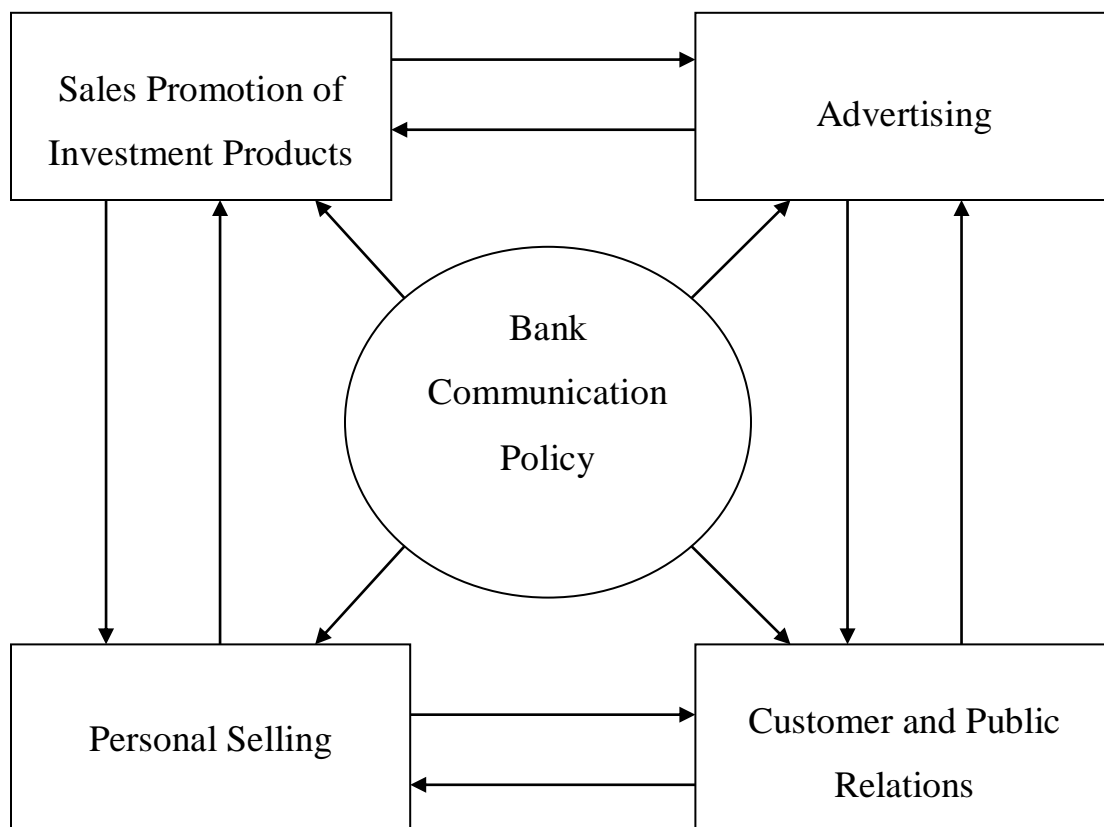 Sales Promotion of
Investment Products
Advertising
Bank
Communication
Policy
Personal Selling
Customer and Public
Relations